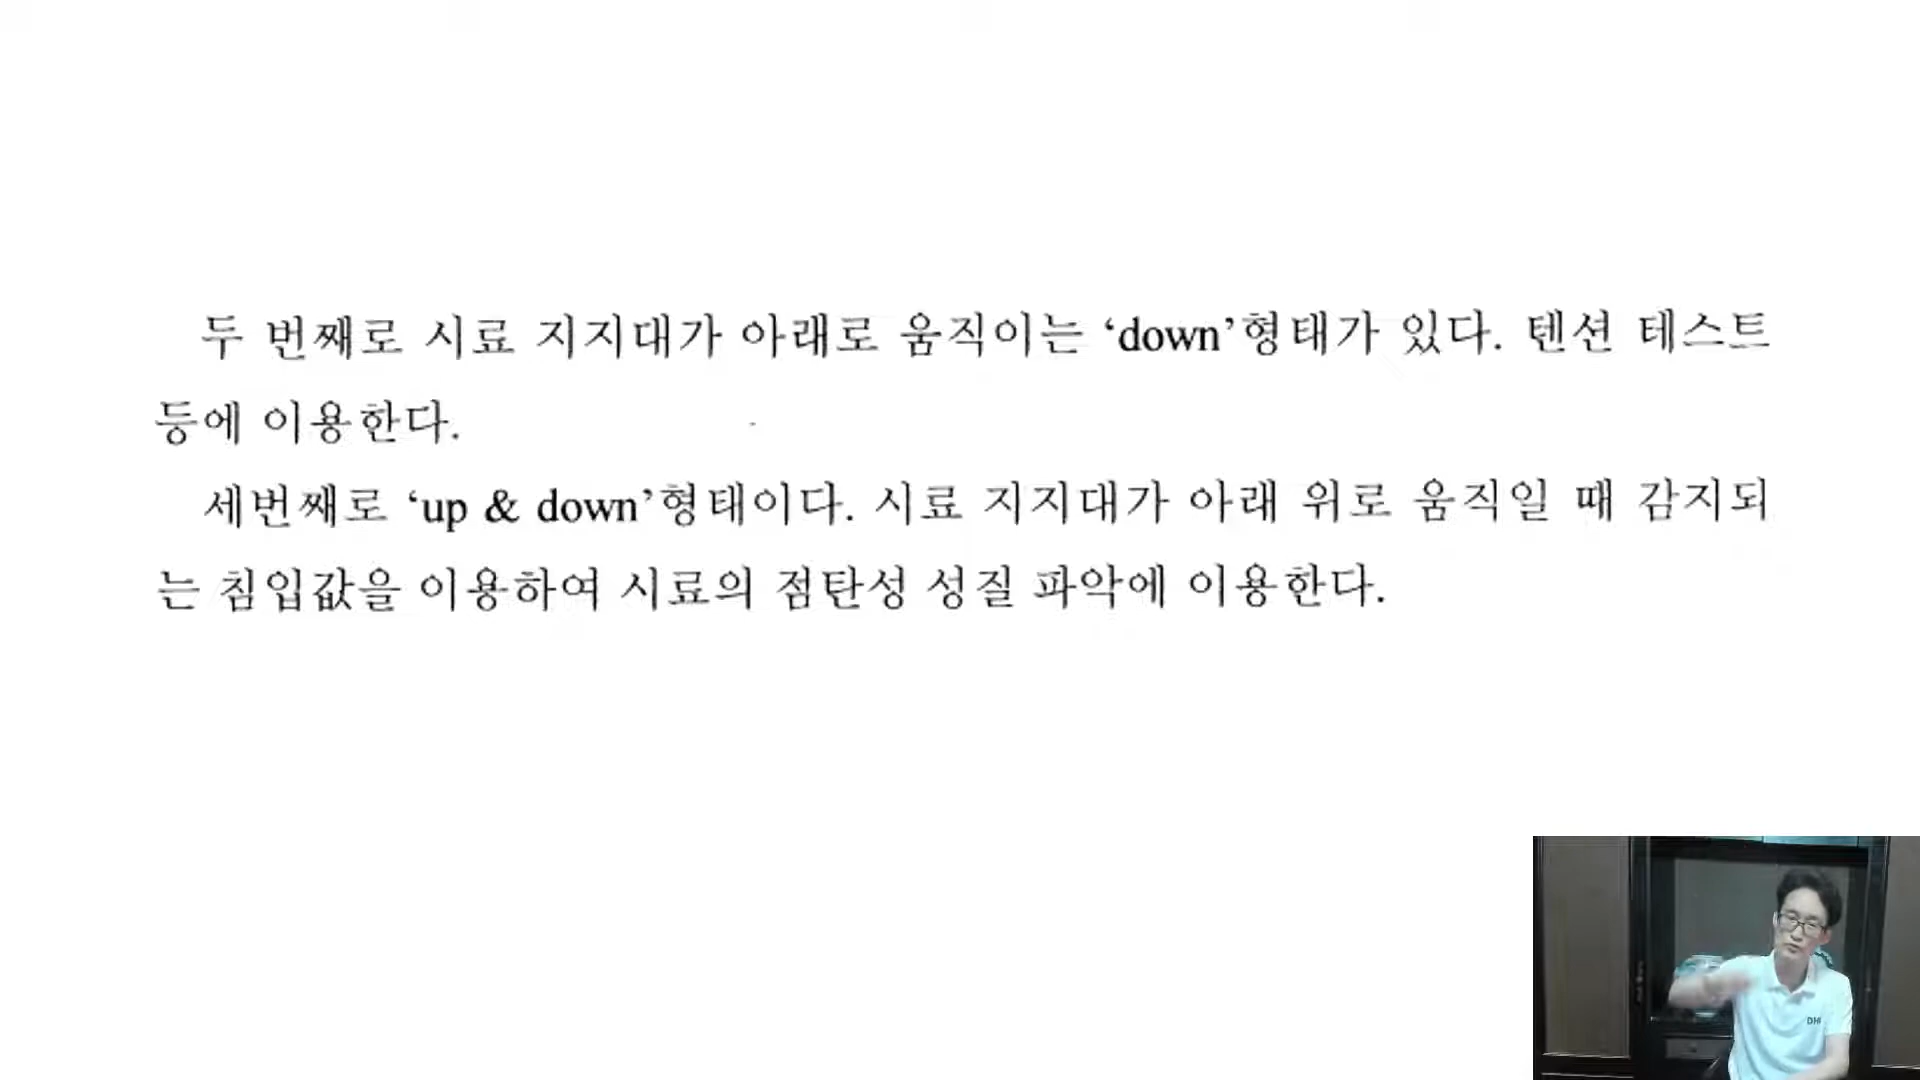 두 번째로 시료 지지대가 아래로 움직이는 ‘down’형태가 있다. 텐션 테스트
등에 이용한다.
세번째로 ‘up & down’형태이다. 시료 지지대가 아래 위로 움직일 때 감지되
는 침입값을 이용하여 시료의 점탄성 성질 파악에 이용한다.